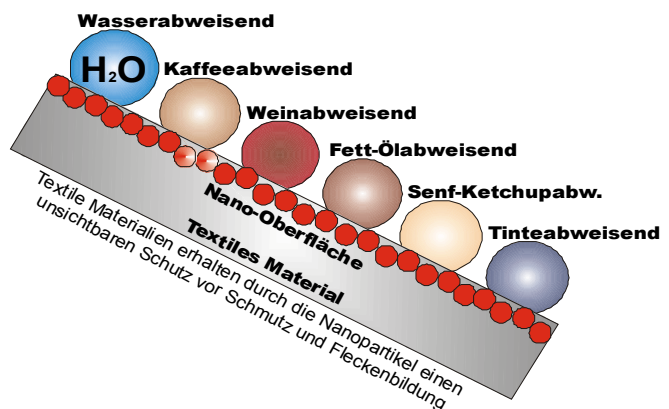 Wasserabweisend
H₂O
Kaffeeabweisend
Weinabweisend
Fett-Ölabweisend
Senf-Ketchupabw.
Tinteabweisend
Nano-Oberfläche
Textiles Material
Textile Materialien erhalten durch die Nanopartikel einen
unsichtbaren Schutz vor Schmutz und Fleckenbildung